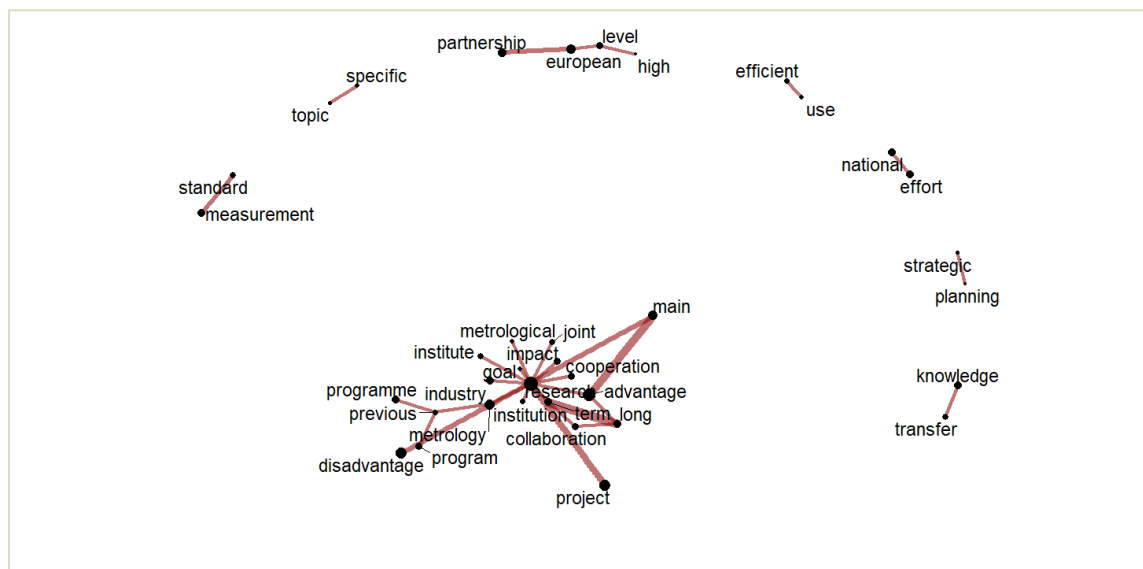 level
partnership
european
high
efficient
specific
use
topic
national
standard
effort
measurement
strategic
planning
main
metrological
joint
institute
impact
goal
cooperation
knowledge
programme
industry
research
advantage
previous
institution
term
long
transfer
metrology
collaboration
disadvantage
program
project